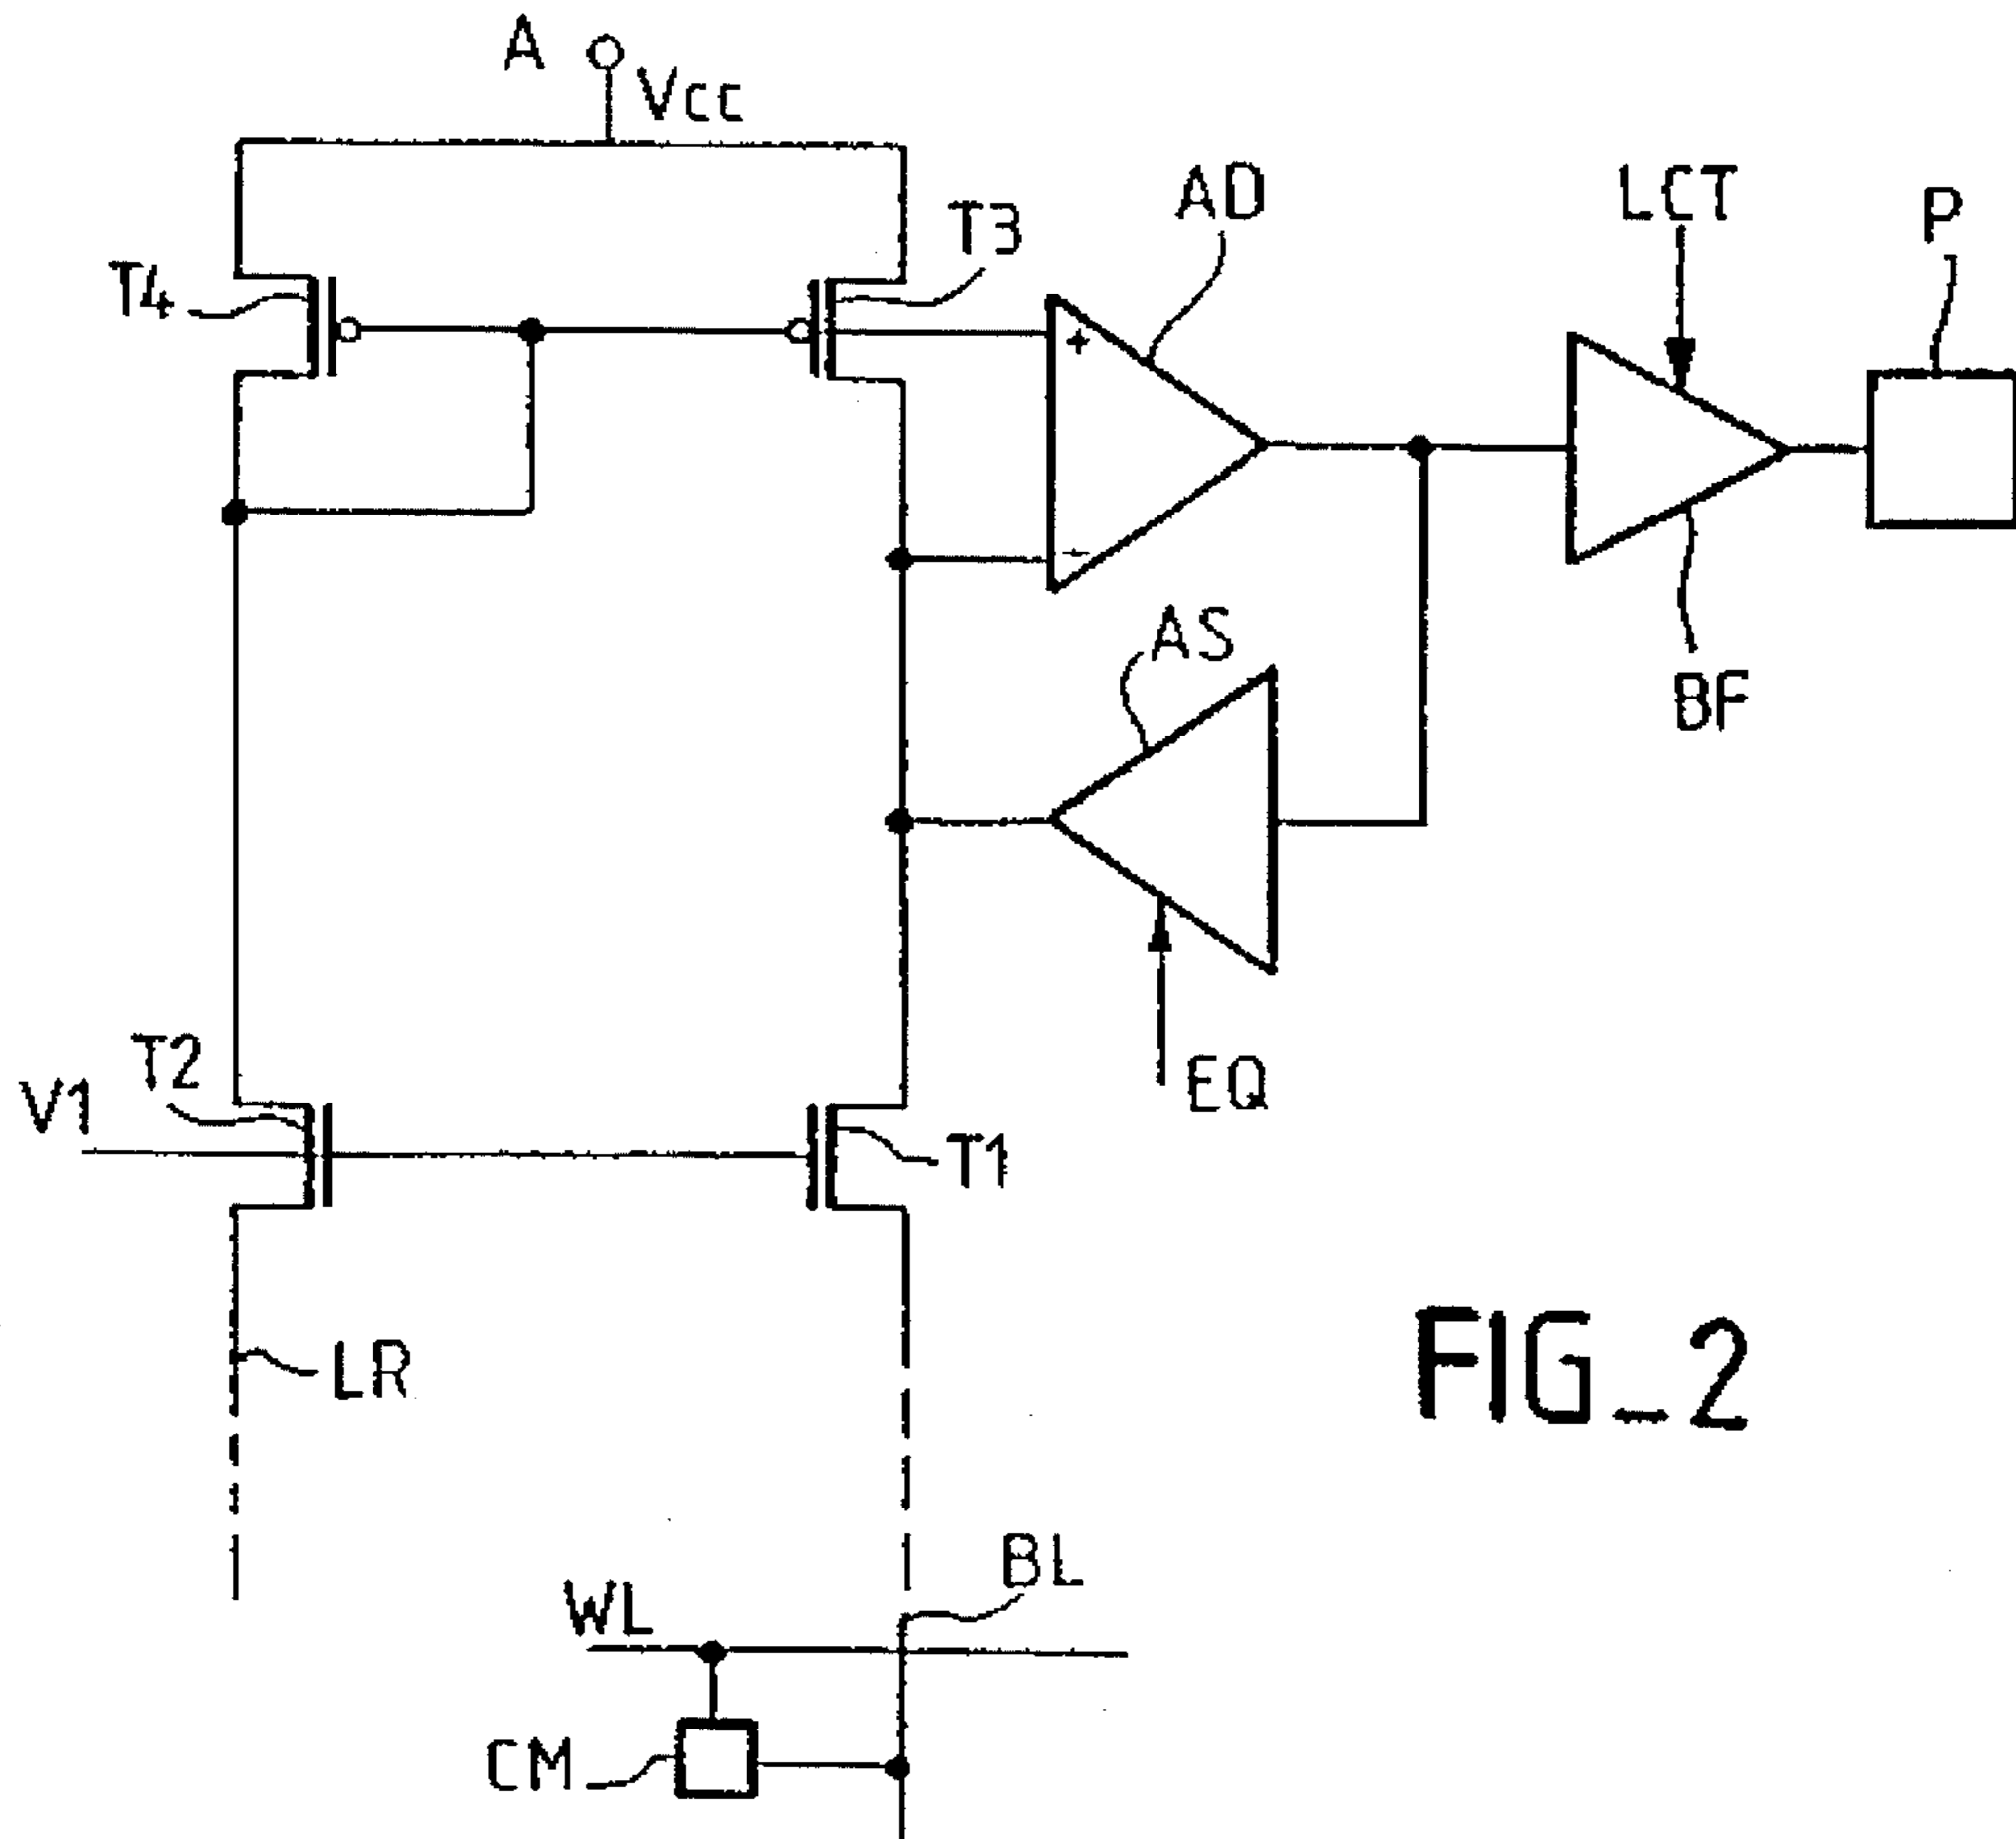 A
Vcc
T4
T3
AD
+
-
LCT
P
AS
BF
EQ
V1
T2
T1
LR
FIG_2
WL
BL
CM